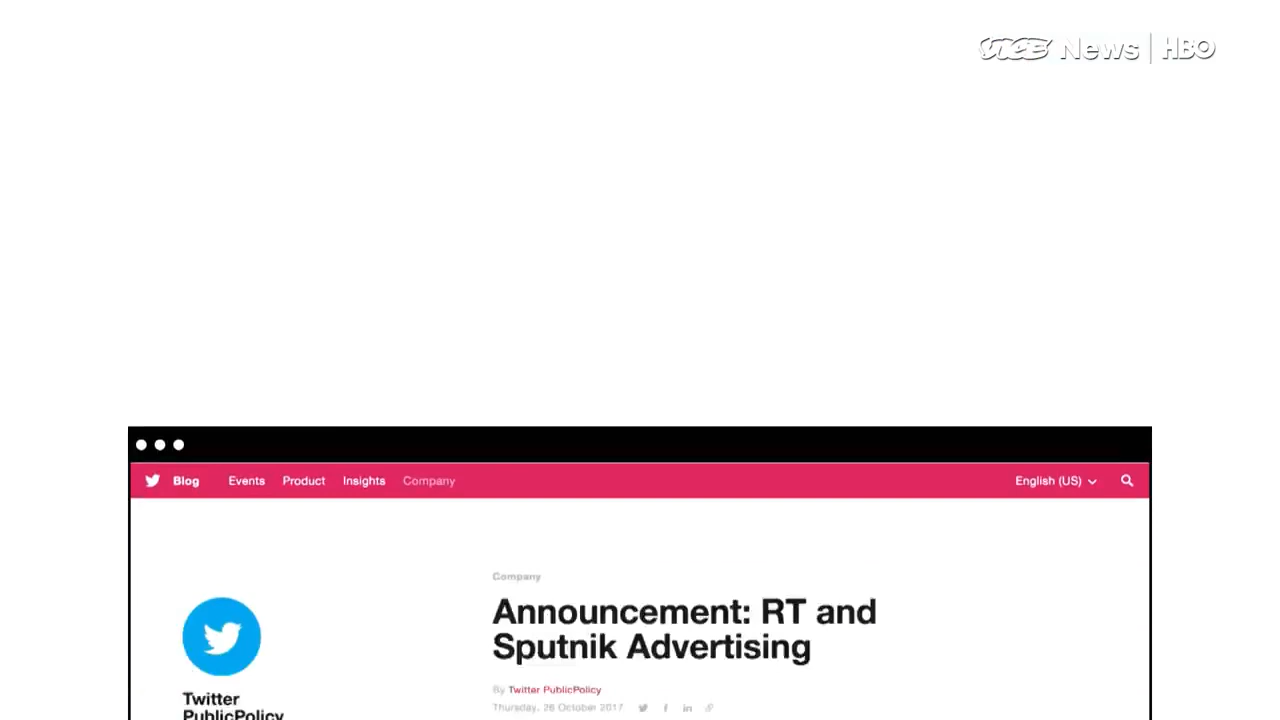 VICE News | HBO
Blog Events Product Insights Company English (US)
Company
Announcement: RT and
Sputnik Advertising
By Twitter PublicPolicy
Thursday, 26 October 2017
Twitter
PublicPolicy